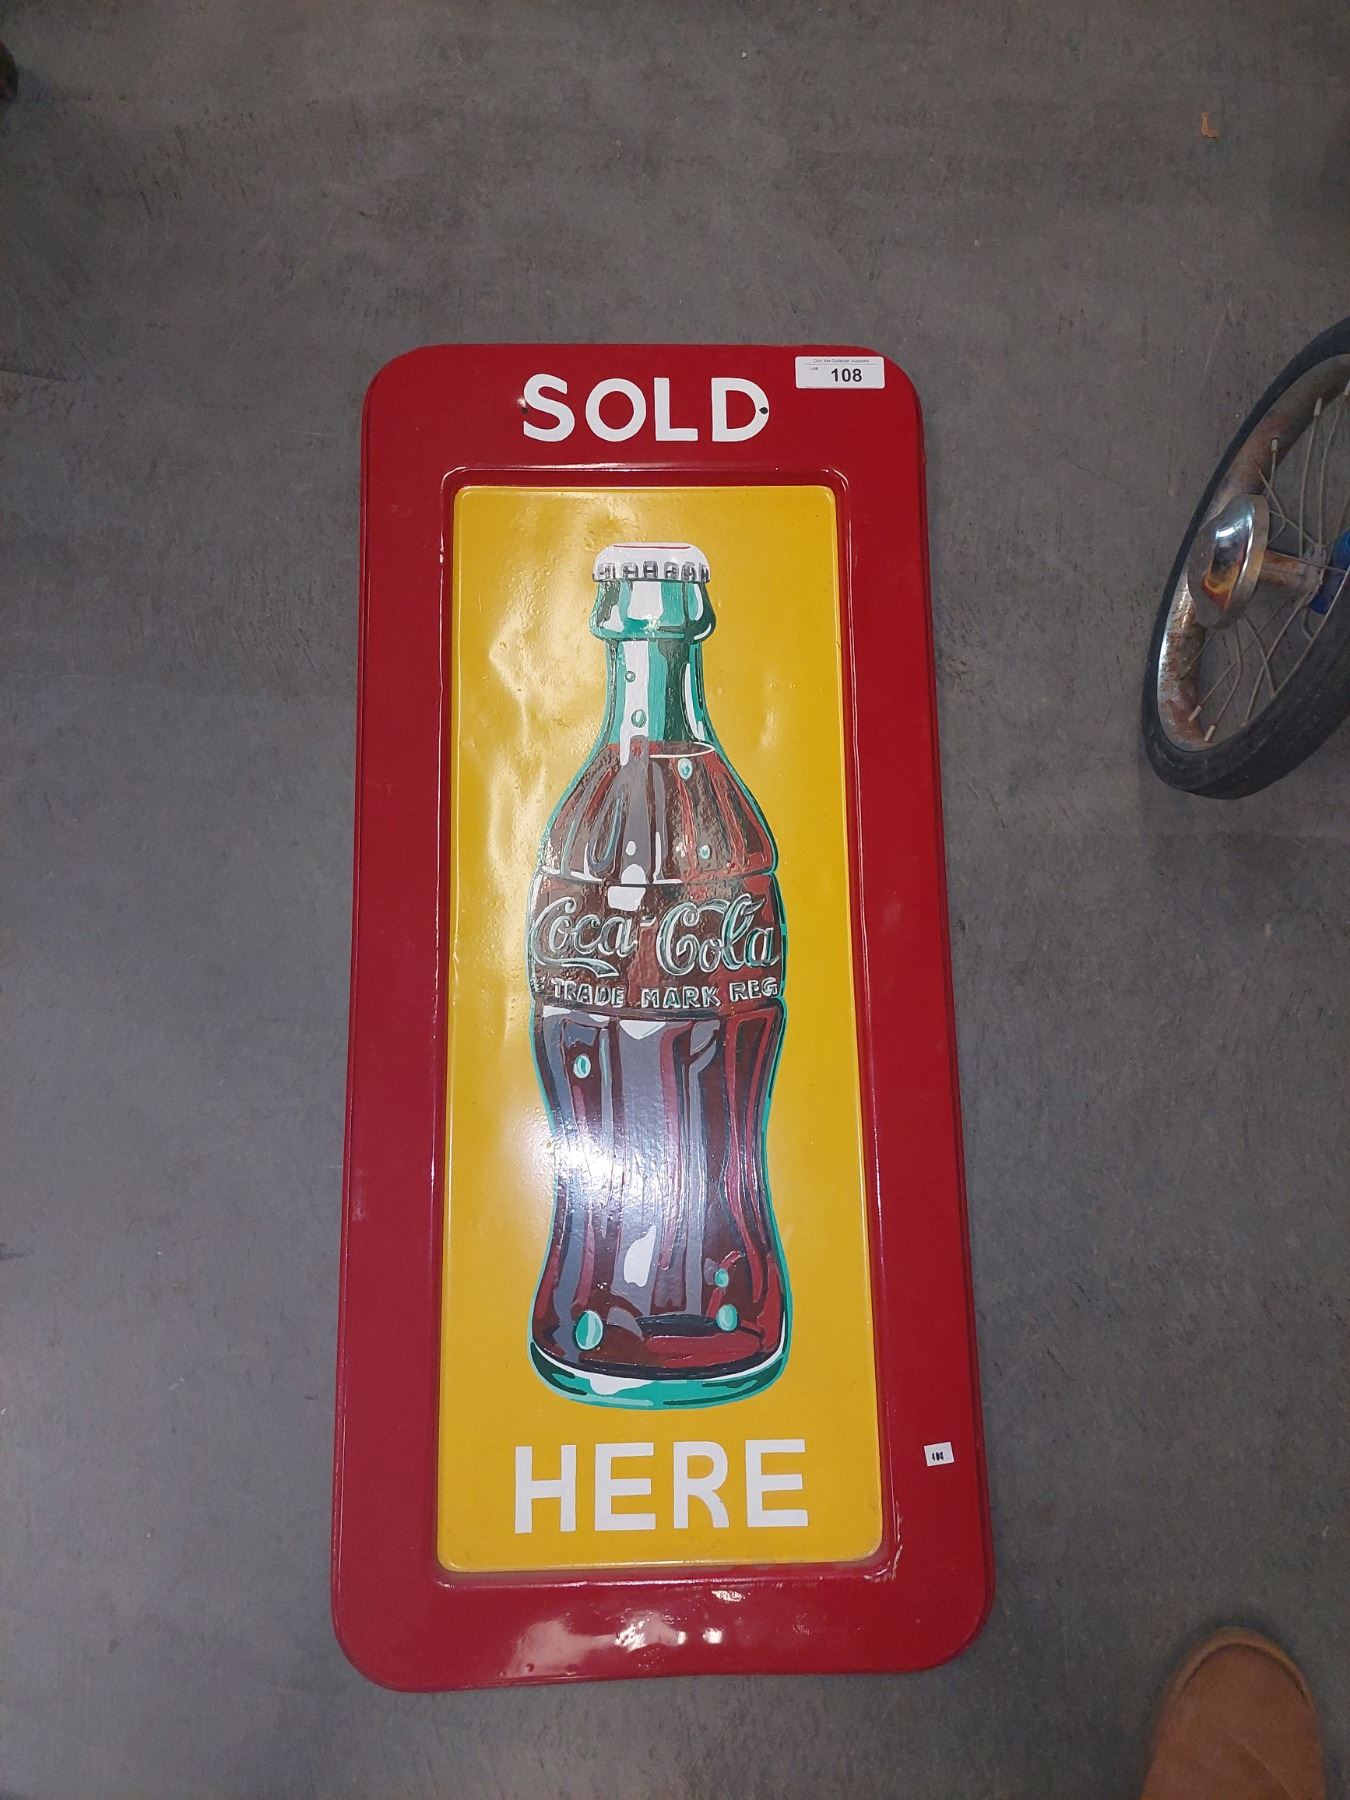 SOLD
108
Coca-Cola
TRADE MARK REG
HERE